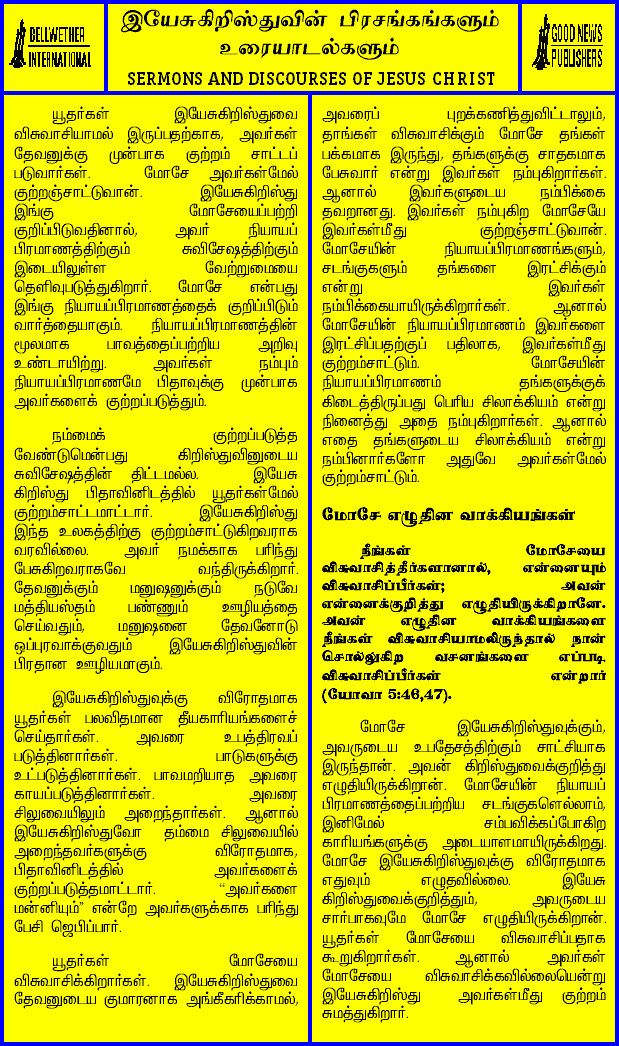 BELLWETHER
INTERNATIONAL
இயேசுகிறிஸ்துவின் பிரசங்கங்களும்
உரையாடல்களும்
SERMONS AND DISCOURSES OF JESUS CHRIST
GOOD NEWS
PUBLISHERS
யூதர்கள் இயேசுகிறிஸ்துவை
விசுவாசியாமல் இருப்பதற்காக, அவர்கள்
தேவனுக்கு முன்பாக குற்றம் சாட்டப்
படுவார்கள். மோசே அவர்கள்மேல்
குற்றஞ்சாட்டுவான். இயேசுகிறிஸ்து
இங்கு மோசேயைப்பற்றி
குறிப்பிடுவதினால், அவர் நியாயப்
பிரமாணத்திற்கும் சுவிசேஷத்திற்கும்
இடையிலுள்ள வேற்றுமையை
தெளிவுபடுத்துகிறார். மோசே என்பது
இங்கு நியாயப்பிரமாணத்தைக் குறிப்பிடும்
வார்த்தையாகும். நியாயப்பிரமாணத்தின்
மூலமாக பாவத்தைப்பற்றிய அறிவு
உண்டாயிற்று. அவர்கள் நம்பும்
நியாயப்பிரமாணமே பிதாவுக்கு முன்பாக
அவர்களைக் குற்றப்படுத்தும்.
நம்மைக் குற்றப்படுத்த
வேண்டுமென்பது கிறிஸ்துவினுடைய
சுவிசேஷத்தின் திட்டமல்ல. இயேசு
கிறிஸ்து பிதாவினிடத்தில் யூதர்கள்மேல்
குற்றம்சாட்டமாட்டார். இயேசுகிறிஸ்து
இந்த உலகத்திற்கு குற்றம்சாட்டுகிறவராக
வரவில்லை. அவர் நமக்காக பரிந்து
பேசுகிறவராகவே வந்திருக்கிறார்.
தேவனுக்கும் மனுஷனுக்கும் நடுவே
மத்தியஸ்தம் பண்ணும் ஊழியத்தை
செய்வதும், மனுஷனை தேவனோடு
ஒப்புரவாக்குவதும் இயேசுகிறிஸ்துவின்
பிரதான ஊழியமாகும்.
இயேசுகிறிஸ்துவுக்கு விரோதமாக
யூதர்கள் பலவிதமான தீயகாரியங்களைச்
செய்தார்கள். அவரை உபத்திரவப்
படுத்தினார்கள். பாடுகளுக்கு
உட்படுத்தினார்கள். பாவமறியாத அவரை
காயப்படுத்தினார்கள். அவரை
சிலுவையிலும் அறைந்தார்கள். ஆனால்
இயேசுகிறிஸ்துவோ தம்மை சிலுவையில்
அறைந்தவர்களுக்கு விரோதமாக,
பிதாவினிடத்தில் அவர்களைக்
குற்றப்படுத்தமாட்டார். “அவர்களை
மன்னியும்” என்றே அவர்களுக்காக பரிந்து
பேசி ஜெபிப்பார்.
யூதர்கள் மோசேயை
விசுவாசிக்கிறார்கள். இயேசுகிறிஸ்துவை
தேவனுடைய குமாரனாக அங்கீகரிக்காமல்,
அவரைப் புறக்கணித்துவிட்டாலும்,
தாங்கள் விசுவாசிக்கும் மோசே தங்கள்
பக்கமாக இருந்து, தங்களுக்கு சாதகமாக
பேசுவார் என்று இவர்கள் நம்புகிறார்கள்.
ஆனால் இவர்களுடைய நம்பிக்கை
தவறானது. இவர்கள் நம்புகிற மோசேயே
இவர்கள்மீது குற்றஞ்சாட்டுவான்.
மோசேயின் நியாயப்பிரமாணங்களும்,
சடங்குகளும் தங்களை இரட்சிக்கும்
என்று இவர்கள்
நம்பிக்கையாயிருக்கிறார்கள். ஆனால்
மோசேயின் நியாயப்பிரமாணம் இவர்களை
இரட்சிப்பதற்குப் பதிலாக, இவர்கள்மீது
குற்றம்சாட்டும். மோசேயின்
நியாயப்பிரமாணம் தங்களுக்குக்
கிடைத்திருப்பது பெரிய சிலாக்கியம் என்று
நினைத்து அதை நம்புகிறார்கள். ஆனால்
எதை தங்களுடைய சிலாக்கியம் என்று
நம்பினார்களோ அதுவே அவர்கள்மேல்
குற்றம்சாட்டும்.
மோசே எழுதின வாக்கியங்கள்
நீங்கள் மோசேயை
விசுவாசித்தீர்களானால், என்னையும்
விசுவாசிப்பீர்கள்; அவன்
என்னைக்குறித்து எழுதியிருக்கிறானே.
அவன் எழுதின வாக்கியங்களை
நீங்கள் விசுவாசியாமலிருந்தால் நான்
சொல்லுகிற வசனங்களை எப்படி
விசுவாசிப்பீர்கள் என்றார்
(யோவா 5:46,47).
மோசே இயேசுகிறிஸ்துவுக்கும்,
அவருடைய உபதேசத்திற்கும் சாட்சியாக
இருந்தான். அவன் கிறிஸ்துவைக்குறித்து
எழுதியிருக்கிறான். மோசேயின் நியாயப்
பிரமாணத்தைப்பற்றிய சடங்குகளெல்லாம்,
இனிமேல் சம்பவிக்கப்போகிற
காரியங்களுக்கு அடையாளமாயிருக்கிறது.
மோசே இயேசுகிறிஸ்துவுக்கு விரோதமாக
எதுவும் எழுதவில்லை. இயேசு
கிறிஸ்துவைக்குறித்தும், அவருடைய
சார்பாகவுமே மோசே எழுதியிருக்கிறான்.
யூதர்கள் மோசேயை விசுவாசிப்பதாக
கூறுகிறார்கள். ஆனால் அவர்கள்
மோசேயை விசுவாசிக்கவில்லையென்று
இயேசுகிறிஸ்து அவர்கள்மீது குற்றம்
சுமத்துகிறார்.